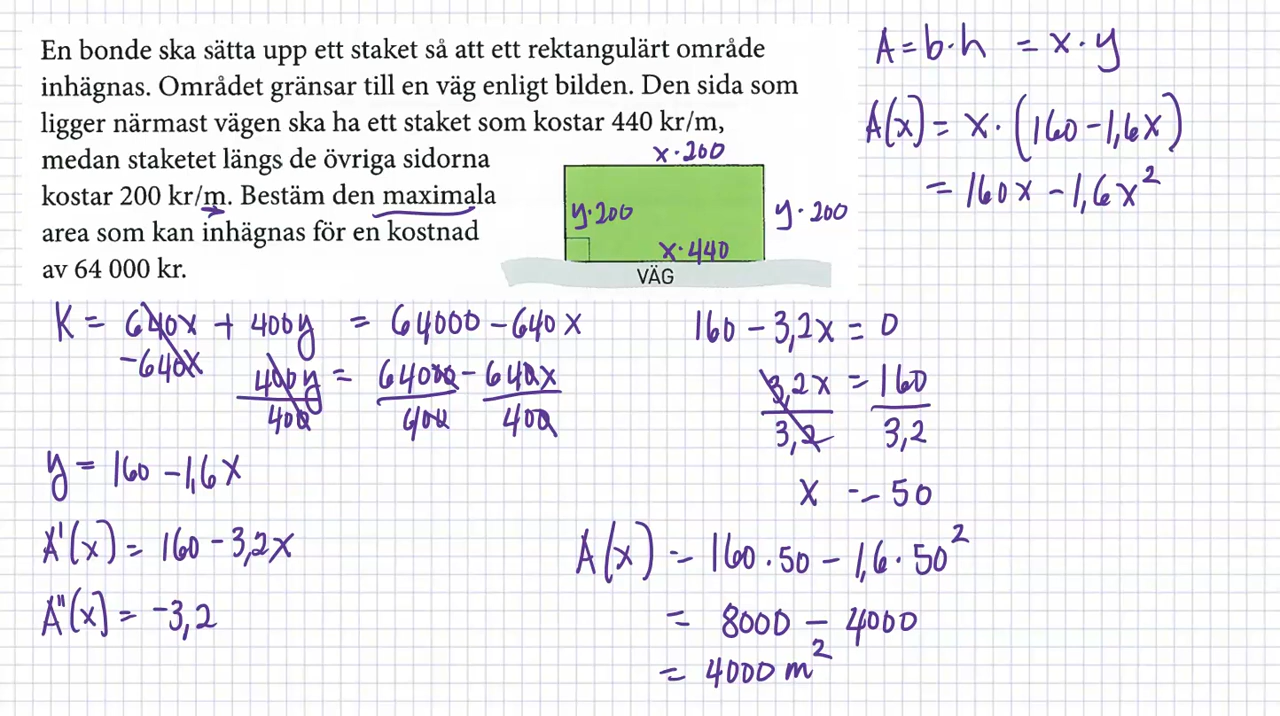 En bonde ska sätta upp ett staket så att ett rektangulärt område
inhägnas. Området gränsar till en väg enligt bilden. Den sida som
ligger närmast vägen ska ha ett staket som kostar 440 kr/m,
medan staketet längs de övriga sidorna
kostar 200 kr/m. Bestäm den maximala
area som kan inhägnas för en kostnad
av 64 000 kr.
x·200
y·200
y·200
x·440
VÄG
A = b·h = x·y
A(x) = x·(160-1,6x)
= 160x - 1,6x²
K = 640x + 400y = 64000 - 640x
-640x
400y = 64000 - 640x
400 400 400
y = 160 - 1,6x
A'(x) = 160 - 3,2x
A''(x) = -3,2
160 - 3,2x = 0
3,2x = 160
3,2 3,2
x = 50
A(x) = 160·50 - 1,6·50²
= 8000 - 4000
= 4000 m²